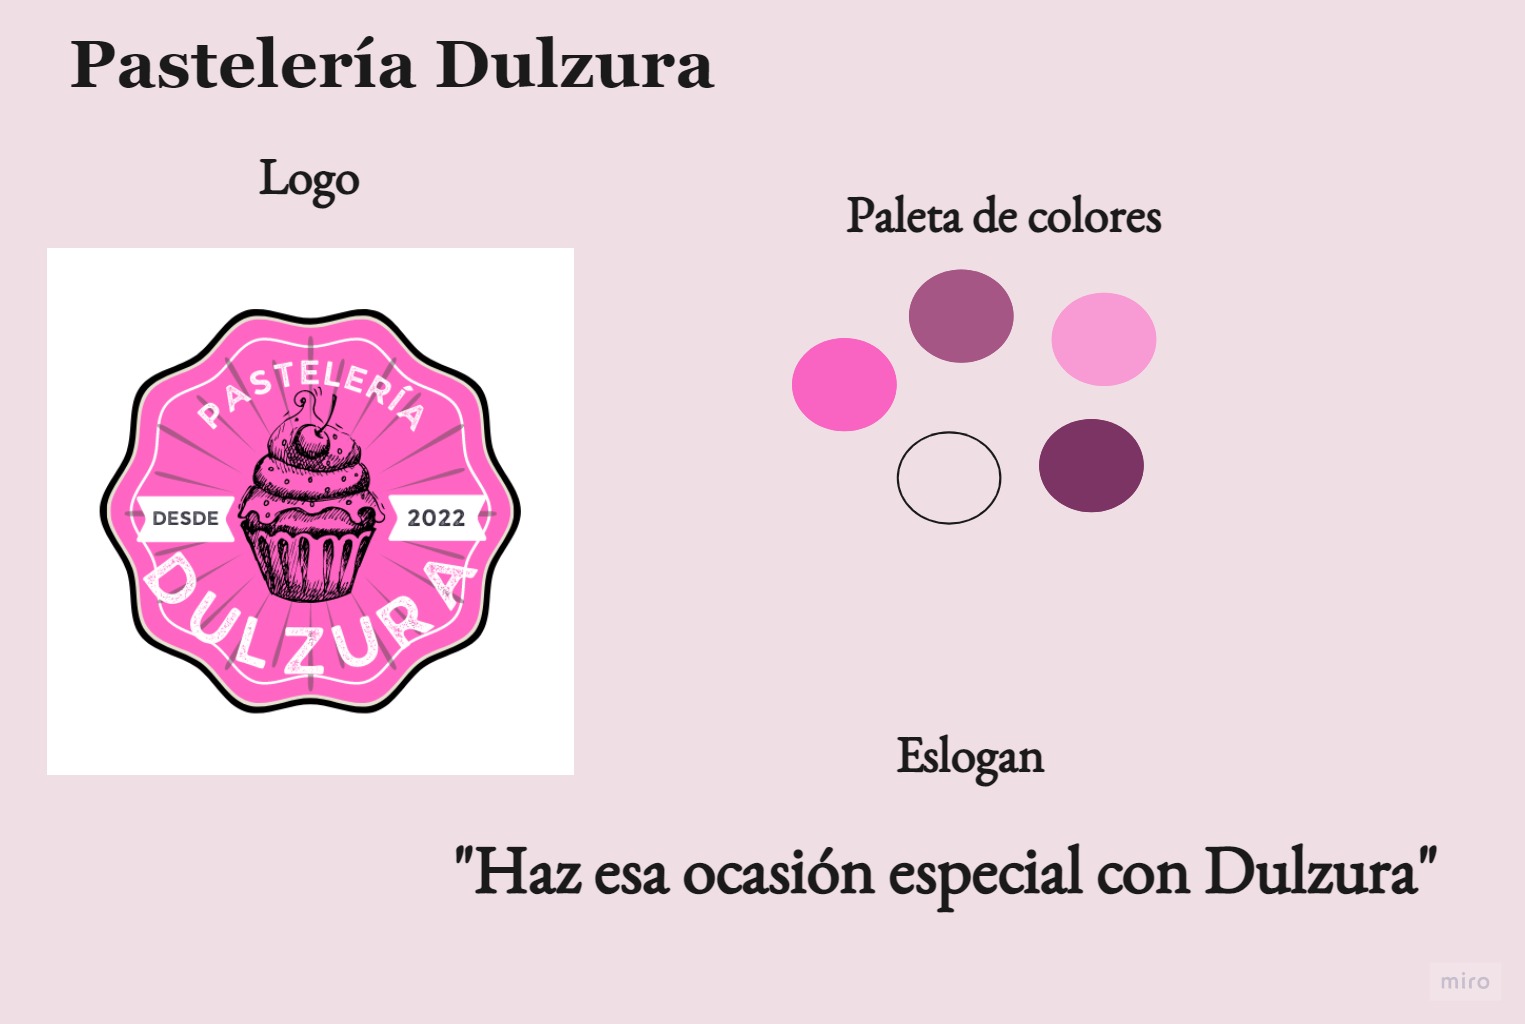 Pastelería Dulzura
Logo
Paleta de colores
PASTELERÍA
DESDE
2022
DULZURA
Eslogan
"Haz esa ocasión especial con Dulzura"
miro